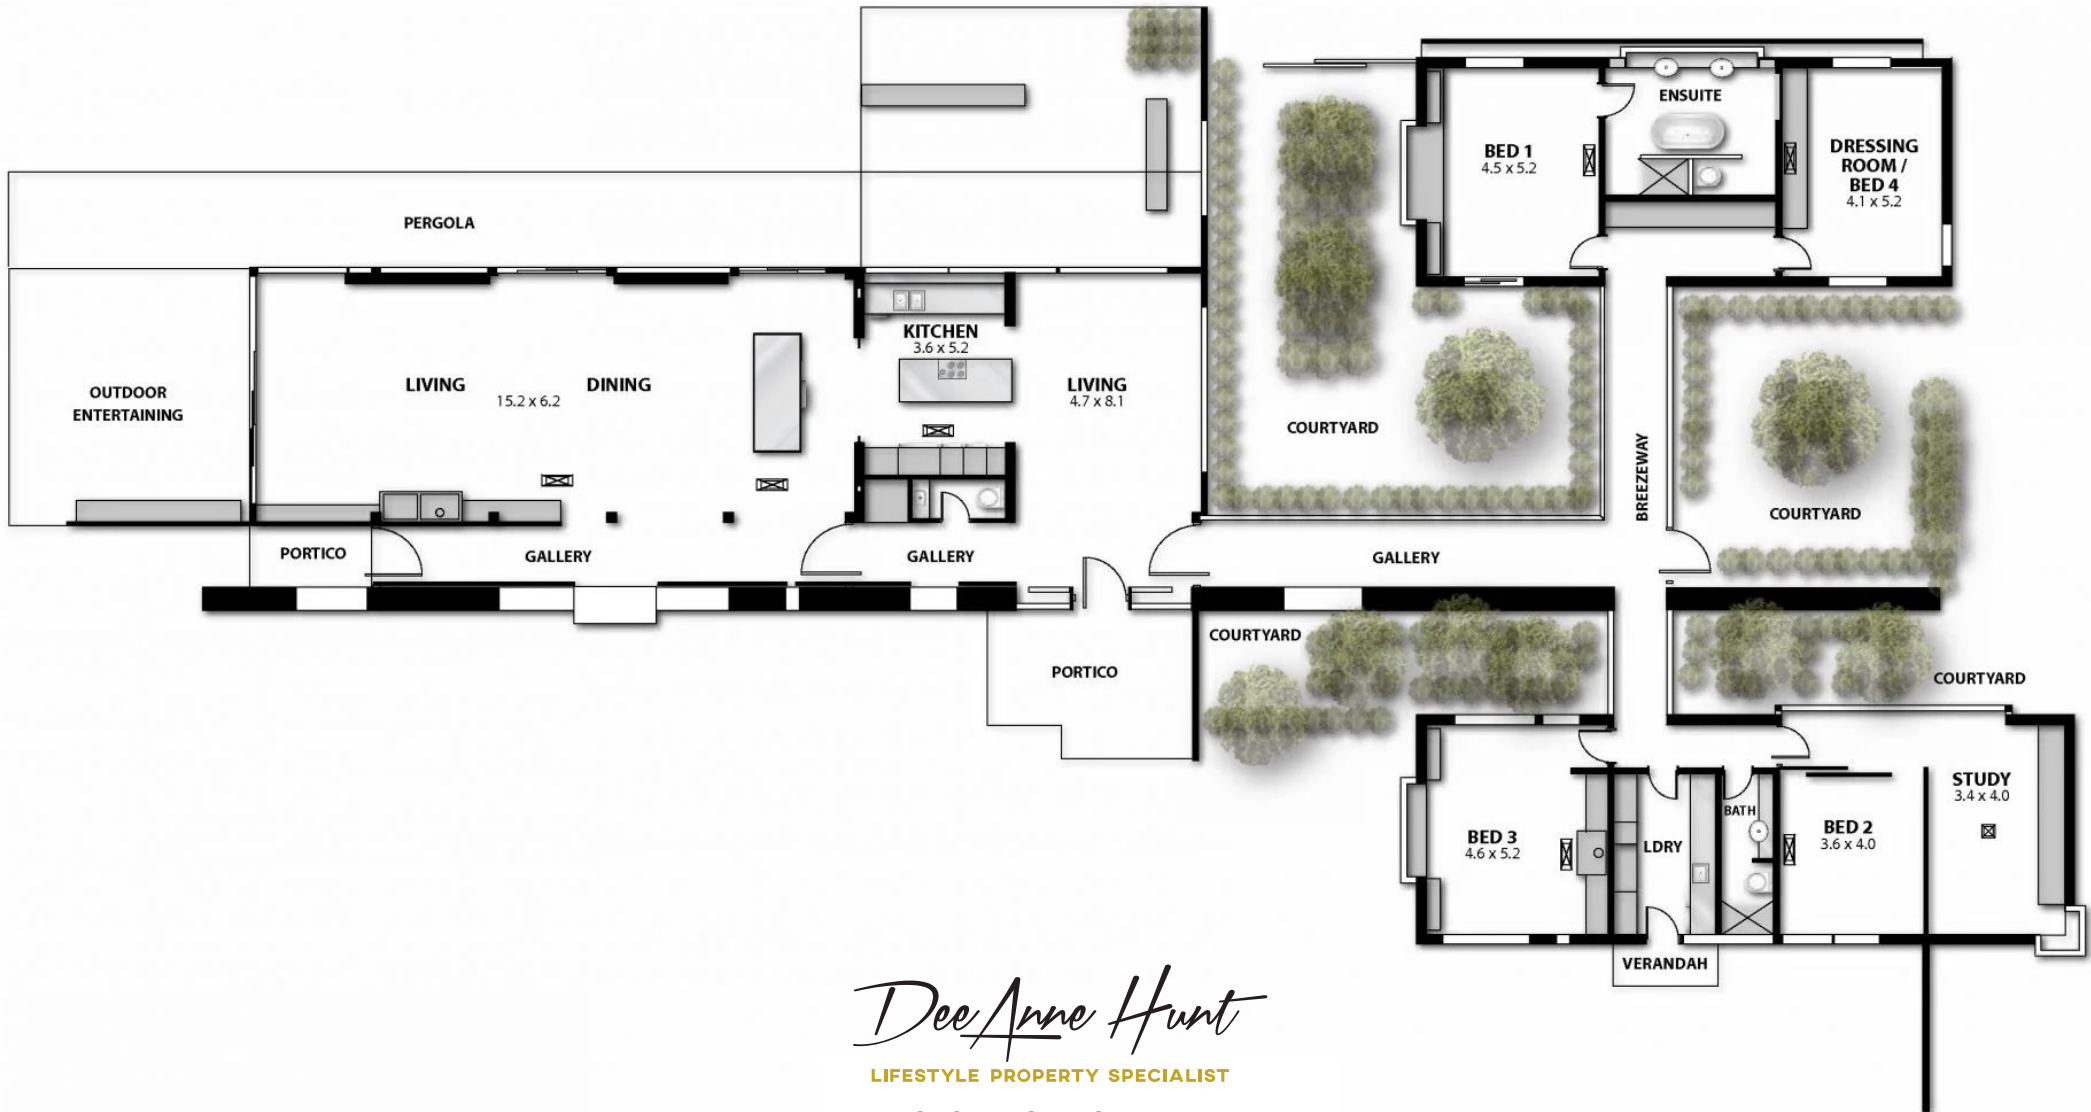 PERGOLA
OUTDOOR
ENTERTAINING
LIVING
DINING
15.2 x 6.2
KITCHEN
3.6 x 5.2
LIVING
4.7 x 8.1
PORTICO
GALLERY
GALLERY
GALLERY
PORTICO
COURTYARD
BREEZEWAY
COURTYARD
BED 1
4.5 x 5.2
ENSUITE
DRESSING
ROOM /
BED 4
4.1 x 5.2
COURTYARD
COURTYARD
BED 3
4.6 x 5.2
LDRY
BATH
BED 2
3.6 x 4.0
STUDY
3.4 x 4.0
VERANDAH
DeeAnne Hunt
LIFESTYLE PROPERTY SPECIALIST